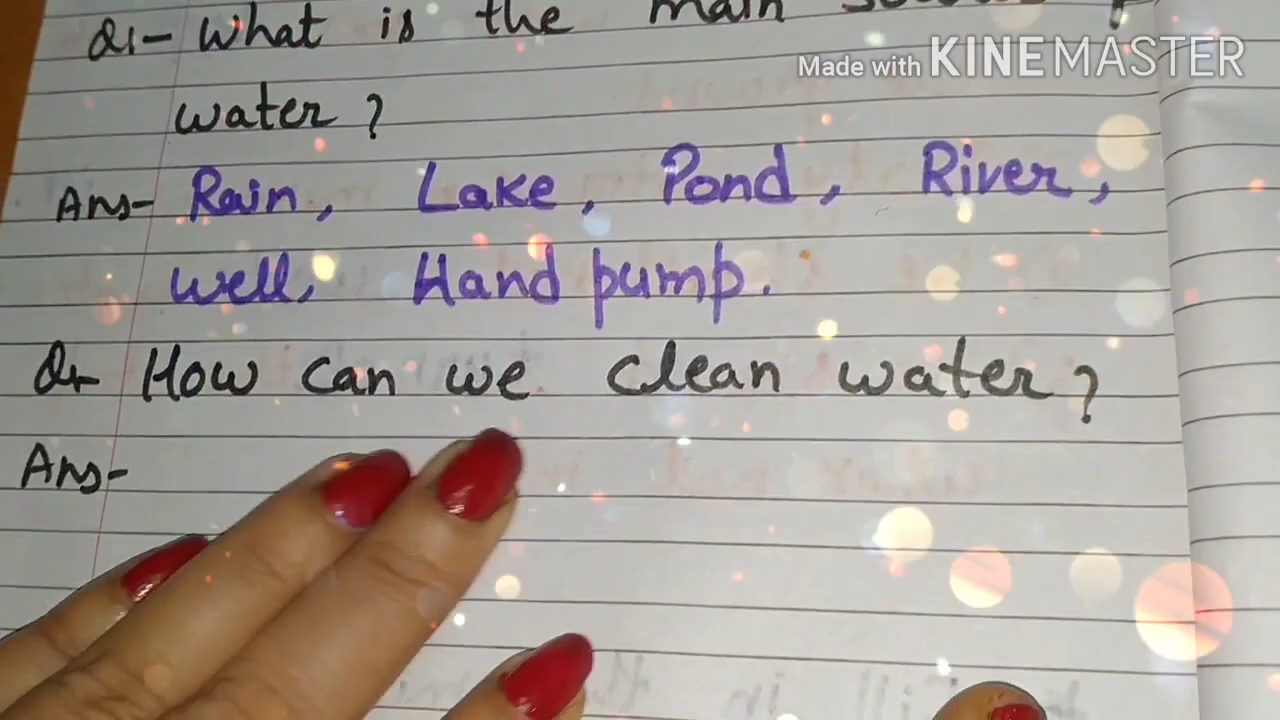 Q1- What is the main
Made with KINEMASTER
water?
Ans- Rain, Lake, Pond, River,
well, Hand pump.
Q- How can we clean water?
Ans-